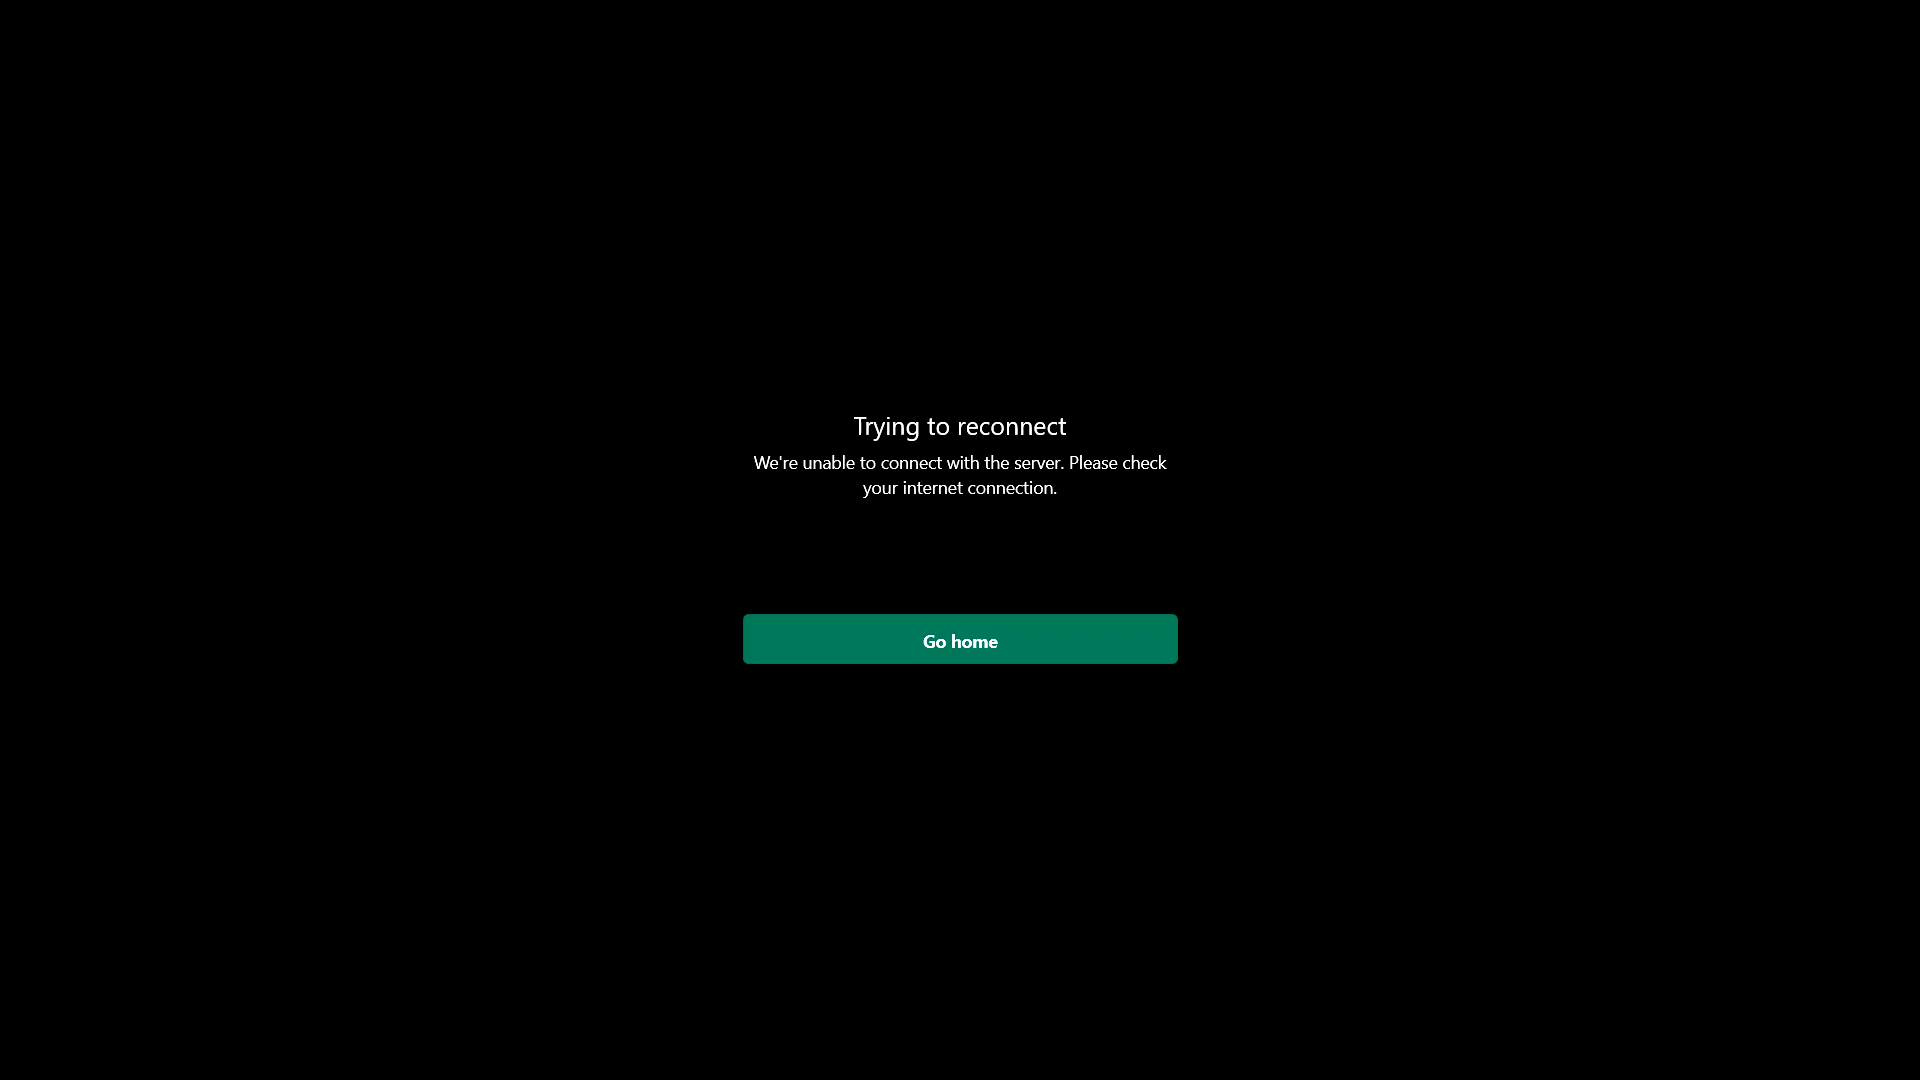 Trying to reconnect
We're unable to connect with the server. Please check
your internet connection.
Go home